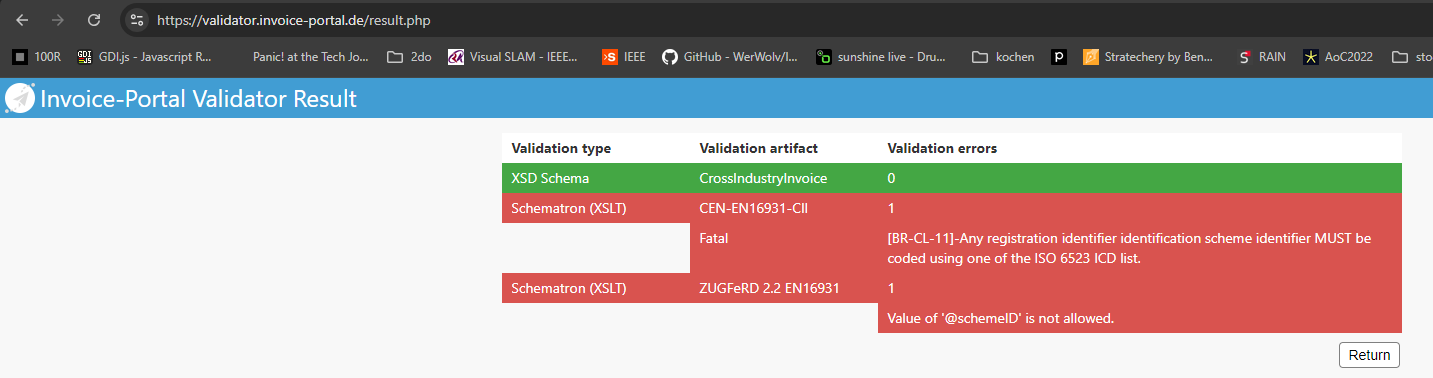 https://validator.invoice-portal.de/result.php
100R GDI.js - Javascript R... Panic! at the Tech Jo... 2do Visual SLAM - IEEE... IEEE GitHub - WerWolv/I... sunshine live - Dru... kochen Stratechery by Ben... RAIN AoC2022 sto
Invoice-Portal Validator Result
Validation type Validation artifact Validation errors
XSD Schema CrossIndustryInvoice 0
Schematron (XSLT) CEN-EN16931-CII 1
Fatal [BR-CL-11]-Any registration identifier identification scheme identifier MUST be
coded using one of the ISO 6523 ICD list.
Schematron (XSLT) ZUGFeRD 2.2 EN16931 1
Value of '@schemeID' is not allowed.
Return